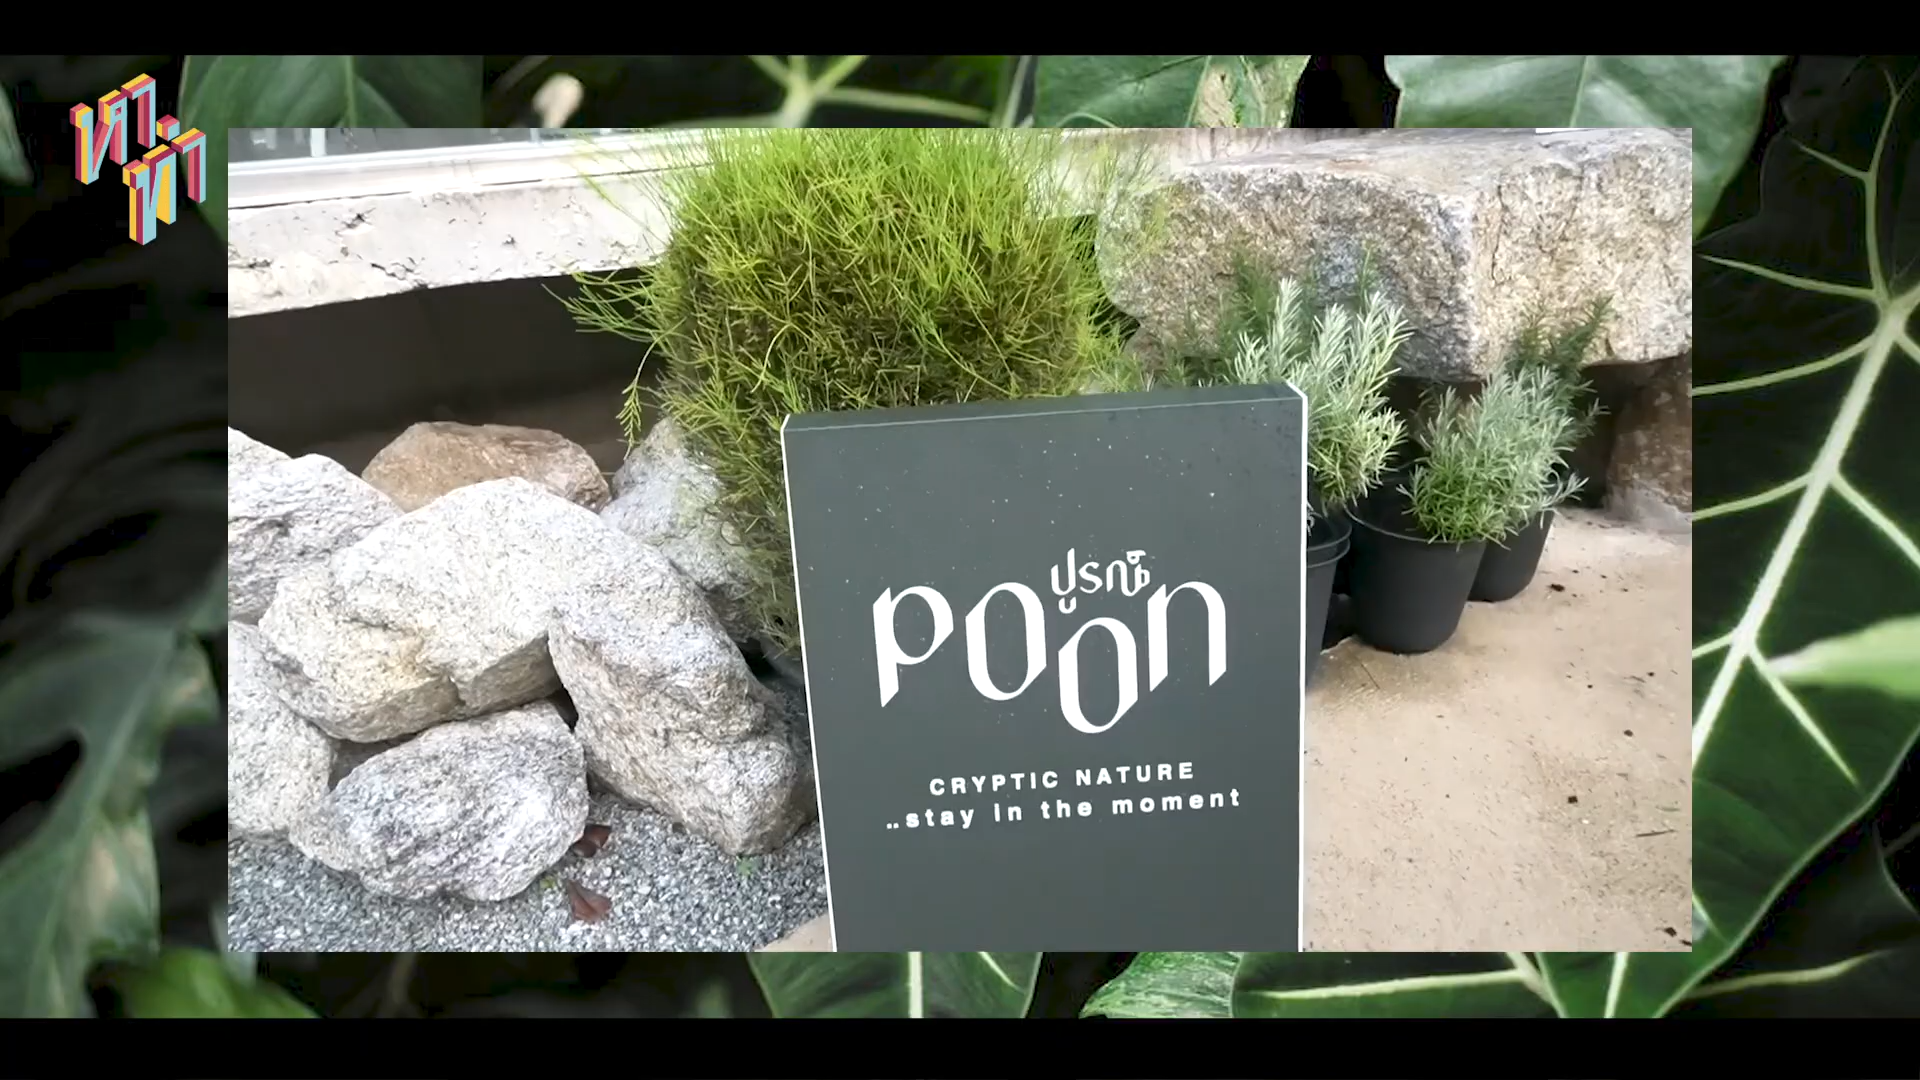 ปูรณ์
poon
CRYPTIC NATURE
..stay in the moment